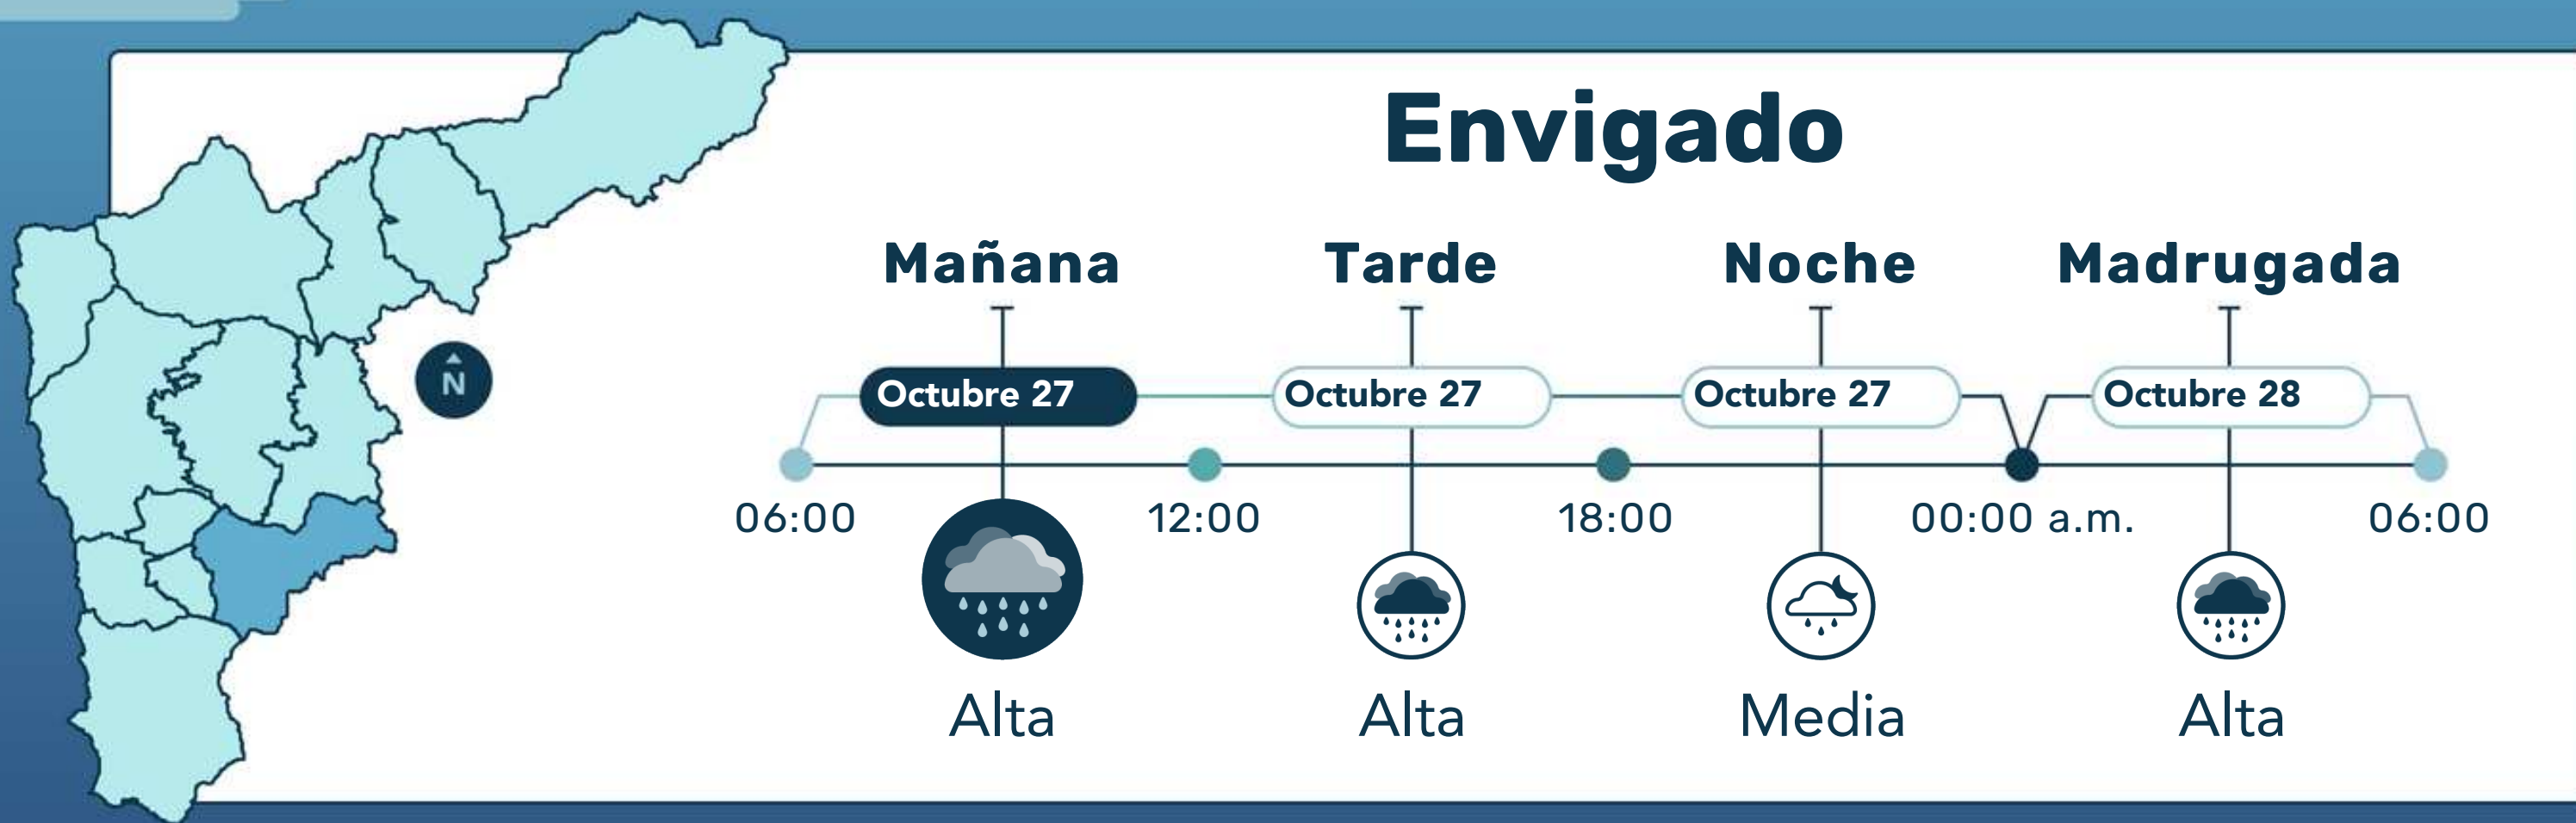 Envigado
Mañana
Tarde
Noche
Madrugada
Octubre 27
Octubre 27
Octubre 27
Octubre 28
06:00
12:00
18:00
00:00 a.m.
06:00
N
Alta
Alta
Media
Alta